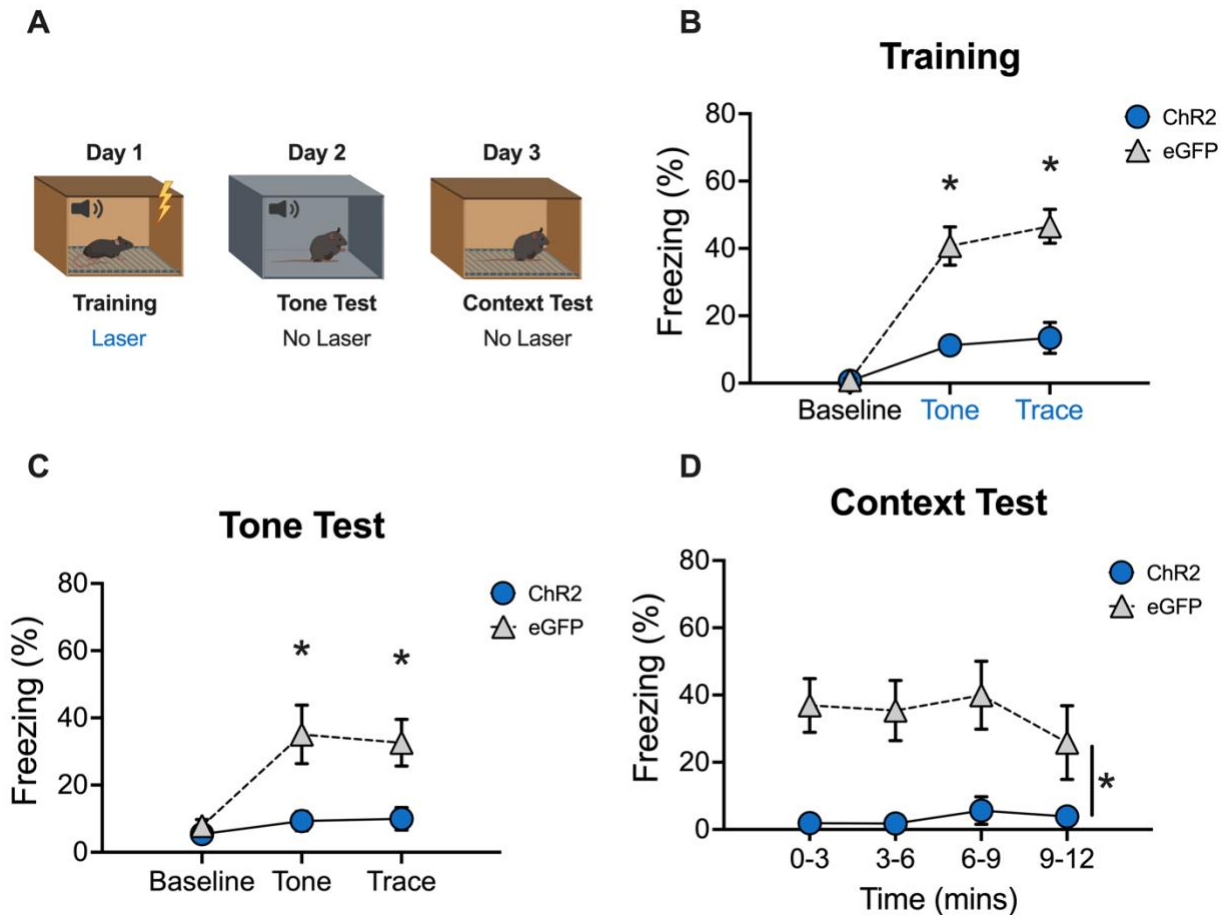 A
Day 1
Day 2
Day 3
Training
Tone Test
Context Test
Laser
No Laser
No Laser
B
Training
ChR2
eGFP
Freezing (%)
80
60
40
20
0
*
*
Baseline
Tone
Trace
C
Tone Test
ChR2
eGFP
Freezing (%)
80
60
40
20
0
*
*
Baseline
Tone
Trace
D
Context Test
ChR2
eGFP
Freezing (%)
80
60
40
20
0
*
0-3
3-6
6-9
9-12
Time (mins)